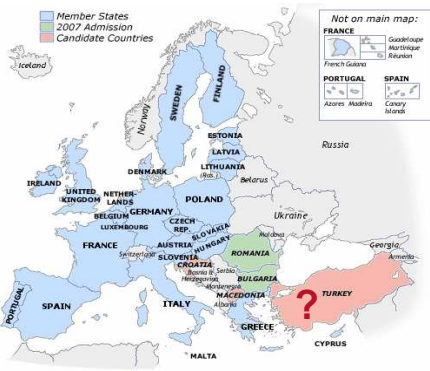 Member States
2007 Admission
Candidate Countries
Not on main map:
FRANCE
Guadeloupe
Martinique
Réunion
French Guiana
PORTUGAL
SPAIN
Azores Madeira
Canary
Islands
Iceland
Norway
SWEDEN
FINLAND
Russia
ESTONIA
LATVIA
LITHUANIA
(Rus.)
Belarus
DENMARK
IRELAND
UNITED
KINGDOM
NETHER-
LANDS
BELGIUM
GERMANY
POLAND
LUXEMBOURG
CZECH
REP.
SLOVAKIA
Ukraine
FRANCE
Switzerland
AUSTRIA
HUNGARY
Moldova
SLOVENIA
CROATIA
ROMANIA
Bosnia &
Herzegovina
Serbia
Montenegro
BULGARIA
Georgia
Armenia
PORTUGAL
SPAIN
ITALY
MACEDONIA
Albania
GREECE
?
TURKEY
MALTA
CYPRUS